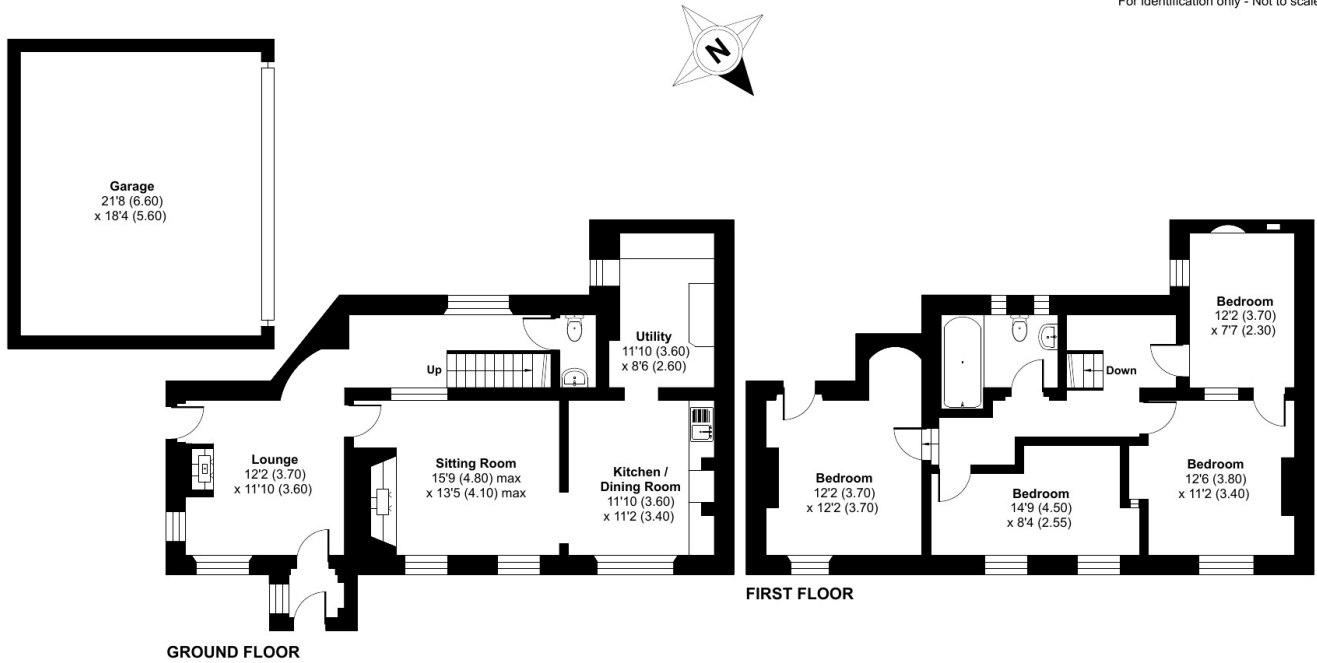 For identification only - Not to scale
N
Garage
21'8 (6.60)
x 18'4 (5.60)
Utility
11'10 (3.60)
x 8'6 (2.60)
Up
Lounge
12'2 (3.70)
x 11'10 (3.60)
Sitting Room
15'9 (4.80) max
x 13'5 (4.10) max
Kitchen /
Dining Room
11'10 (3.60)
x 11'2 (3.40)
GROUND FLOOR
Bedroom
12'2 (3.70)
x 7'7 (2.30)
Down
Bedroom
12'2 (3.70)
x 12'2 (3.70)
Bedroom
14'9 (4.50)
x 8'4 (2.55)
Bedroom
12'6 (3.80)
x 11'2 (3.40)
FIRST FLOOR